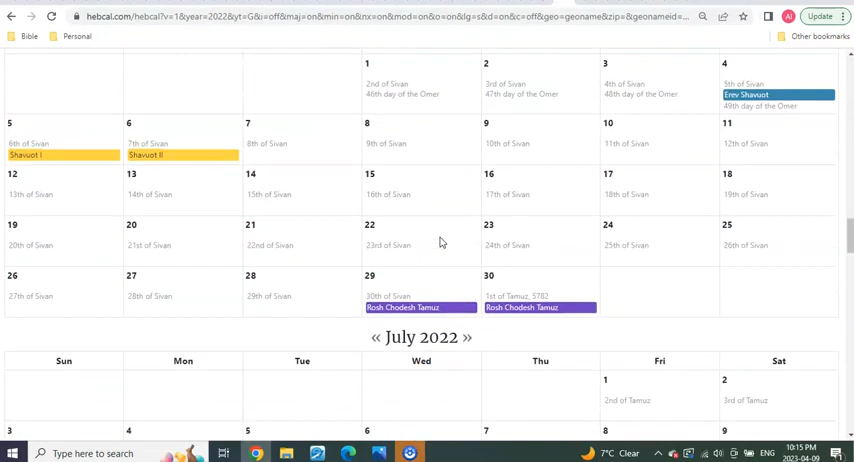 hebcal.com/hebcal?v=1&year=2022&yt=G&i=off&maj=on&min=on&nx=on&mod=on&o=on&lg=s&d=on&c=off&geo=geoname&zip=&geonameid=...
AI
Update
Bible
Personal
Other bookmarks
1 2 3 4
2nd of Sivan 3rd of Sivan 4th of Sivan 5th of Sivan
46th day of the Omer 47th day of the Omer 48th day of the Omer Erev Shavuot
49th day of the Omer
5 6 7 8 9 10 11
6th of Sivan 7th of Sivan 8th of Sivan 9th of Sivan 10th of Sivan 11th of Sivan 12th of Sivan
Shavuot I Shavuot II
12 13 14 15 16 17 18
13th of Sivan 14th of Sivan 15th of Sivan 16th of Sivan 17th of Sivan 18th of Sivan 19th of Sivan
19 20 21 22 23 24 25
20th of Sivan 21st of Sivan 22nd of Sivan 23rd of Sivan 24th of Sivan 25th of Sivan 26th of Sivan
26 27 28 29 30
27th of Sivan 28th of Sivan 29th of Sivan 30th of Sivan 1st of Tamuz, 5782
Rosh Chodesh Tamuz Rosh Chodesh Tamuz
« July 2022 »
Sun Mon Tue Wed Thu Fri Sat
1 2
2nd of Tamuz 3rd of Tamuz
3 4 5 6 7 8 9
Type here to search
7°C Clear
ENG
10:15 PM
2023-04-09
1